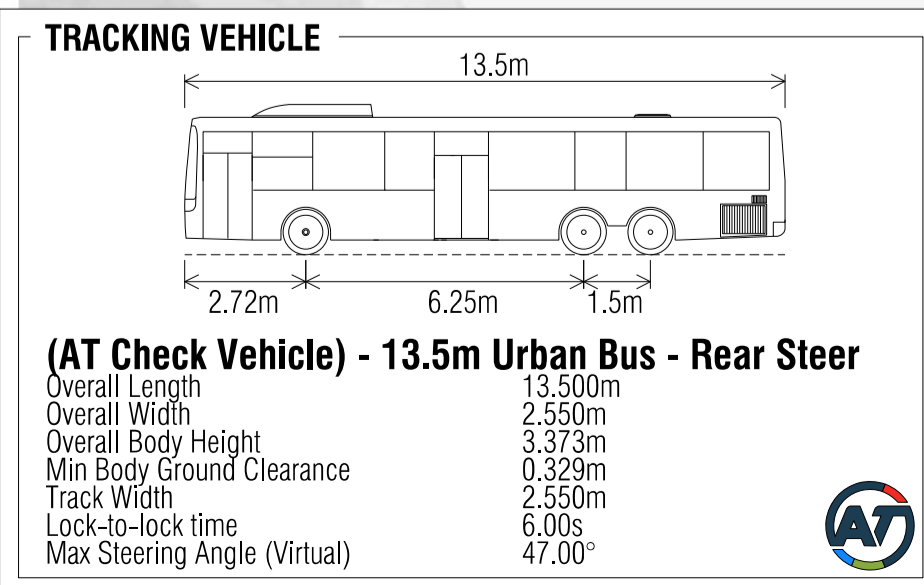 TRACKING VEHICLE
13.5m
2.72m 6.25m 1.5m
(AT Check Vehicle) - 13.5m Urban Bus - Rear Steer
Overall Length 13.500m
Overall Width 2.550m
Overall Body Height 3.373m
Min Body Ground Clearance 0.329m
Track Width 2.550m
Lock-to-lock time 6.00s
Max Steering Angle (Virtual) 47.00°
AT